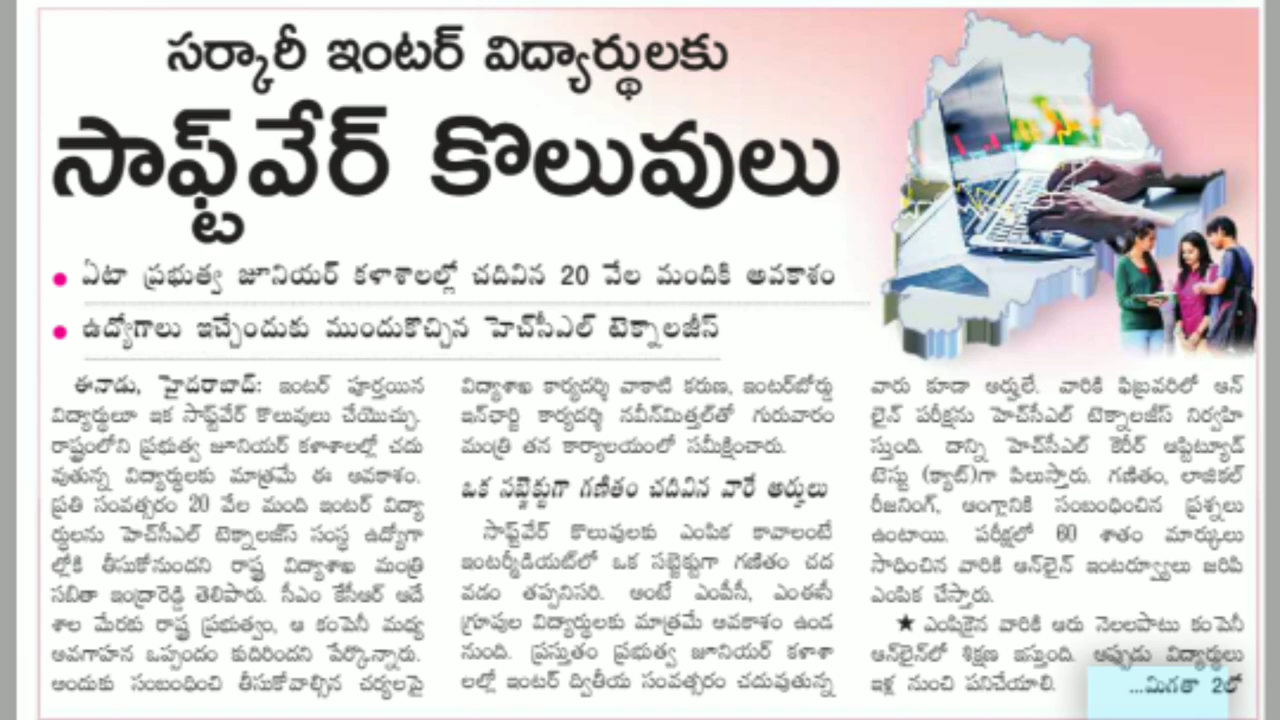 సర్కారీ ఇంటర్ విద్యార్థులకు
సాఫ్ట్‌వేర్ కొలువులు
• ఏటా ప్రభుత్వ జూనియర్ కళాశాలల్లో చదివిన 20 వేల మందికి అవకాశం
• ఉద్యోగాలు ఇచ్చేందుకు ముందుకొచ్చిన హెచ్‌సీఎల్ టెక్నాలజీస్
ఈనాడు, హైదరాబాద్: ఇంటర్ పూర్తయిన
విద్యార్థులూ ఇక సాఫ్ట్‌వేర్ కొలువులు చేయొచ్చు.
రాష్ట్రంలోని ప్రభుత్వ జూనియర్ కళాశాలల్లో చదు
వుతున్న విద్యార్థులకు మాత్రమే ఈ అవకాశం.
ప్రతి సంవత్సరం 20 వేల మంది ఇంటర్ విద్యా
ర్థులను హెచ్‌సీఎల్ టెక్నాలజీస్ సంస్థ ఉద్యోగా
ల్లోకి తీసుకోనుందని రాష్ట్ర విద్యాశాఖ మంత్రి
సబితా ఇంద్రారెడ్డి తెలిపారు. సీఎం కేసీఆర్ ఆదే
శాల మేరకు రాష్ట్ర ప్రభుత్వం, ఆ కంపెనీ మధ్య
అవగాహన ఒప్పందం కుదిరిందని పేర్కొన్నారు.
అందుకు సంబంధించి తీసుకోవాల్సిన చర్యలపై
విద్యాశాఖ కార్యదర్శి వాకాటి కరుణ, ఇంటర్‌బోర్డు
ఇన్‌ఛార్జి కార్యదర్శి నవీన్‌మిత్తల్‌తో గురువారం
మంత్రి తన కార్యాలయంలో సమీక్షించారు.
ఒక సబ్జెక్టుగా గణితం చదివిన వారే అర్హులు
సాఫ్ట్‌వేర్ కొలువులకు ఎంపిక కావాలంటే
ఇంటర్మీడియట్‌లో ఒక సబ్జెక్టుగా గణితం చద
వడం తప్పనిసరి. అంటే ఎంపీసీ, ఎంఈసీ
గ్రూపుల విద్యార్థులకు మాత్రమే అవకాశం ఉండ
నుంది. ప్రస్తుతం ప్రభుత్వ జూనియర్ కళాశా
లల్లో ఇంటర్ ద్వితీయ సంవత్సరం చదువుతున్న
వారు కూడా అర్హులే. వారికి ఫిబ్రవరిలో ఆన్
లైన్ పరీక్షను హెచ్‌సీఎల్ టెక్నాలజీస్ నిర్వహి
స్తుంది. దాన్ని హెచ్‌సీఎల్ కెరీర్ ఆప్టిట్యూడ్
టెస్టు (క్యాట్)గా పిలుస్తారు. గణితం, లాజికల్
రీజనింగ్, ఆంగ్లానికి సంబంధించిన ప్రశ్నలు
ఉంటాయి. పరీక్షలో 60 శాతం మార్కులు
సాధించిన వారికి ఆన్‌లైన్ ఇంటర్వ్యూలు జరిపి
ఎంపిక చేస్తారు.
★ ఎంపికైన వారికి ఆరు నెలలపాటు కంపెనీ
ఆన్‌లైన్‌లో శిక్షణ ఇస్తుంది. అప్పుడు విద్యార్థులు
ఇళ్ల నుంచి పనిచేయాలి.
...మిగతా 2లో